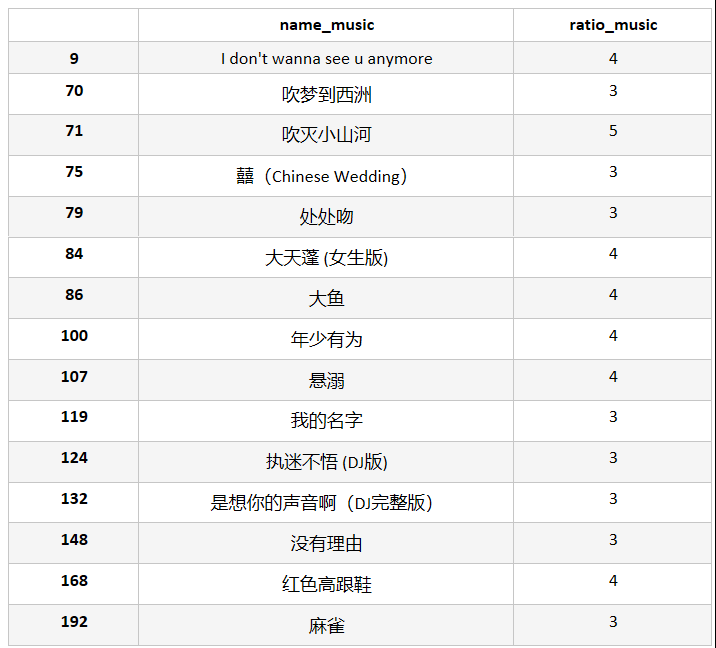 name_music ratio_music
9 I don't wanna see u anymore 4
70 吹梦到西洲 3
71 吹灭小山河 5
75 囍（Chinese Wedding） 3
79 处处吻 3
84 大天蓬 (女生版) 4
86 大鱼 4
100 年少有为 4
107 悬溺 4
119 我的名字 3
124 执迷不悟 (DJ版) 3
132 是想你的声音啊（DJ完整版） 3
148 没有理由 3
168 红色高跟鞋 4
192 麻雀 3